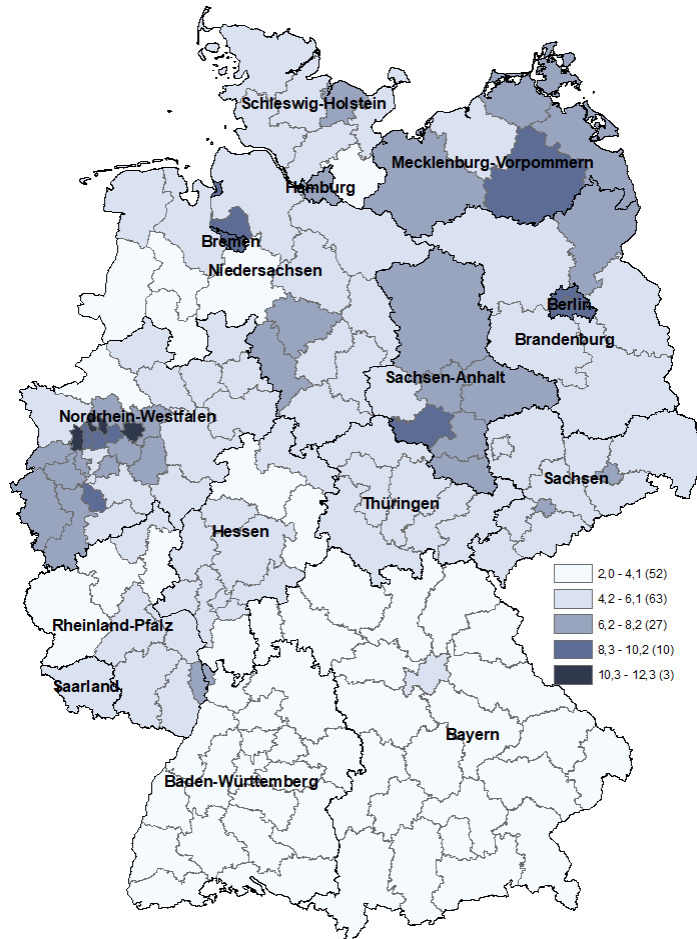 Schleswig-Holstein
Mecklenburg-Vorpommern
Hamburg
Bremen
Niedersachsen
Berlin
Brandenburg
Sachsen-Anhalt
Nordrhein-Westfalen
Sachsen
Thüringen
Hessen
2,0 - 4,1 (52)
4,2 - 6,1 (63)
6,2 - 8,2 (27)
8,3 - 10,2 (10)
10,3 - 12,3 (3)
Rheinland-Pfalz
Saarland
Bayern
Baden-Württemberg